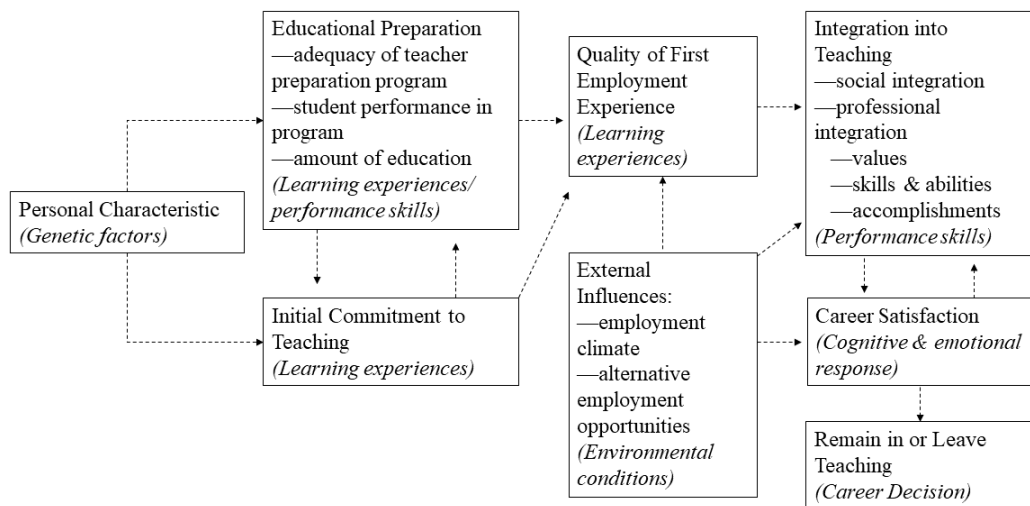 Personal Characteristic
(Genetic factors)
Educational Preparation
—adequacy of teacher
preparation program
—student performance in
program
—amount of education
(Learning experiences/
performance skills)
Initial Commitment to
Teaching
(Learning experiences)
Quality of First
Employment
Experience
(Learning
experiences)
External
Influences:
—employment
climate
—alternative
employment
opportunities
(Environmental
conditions)
Integration into
Teaching
—social integration
—professional
integration
—values
—skills & abilities
—accomplishments
(Performance skills)
Career Satisfaction
(Cognitive & emotional
response)
Remain in or Leave
Teaching
(Career Decision)